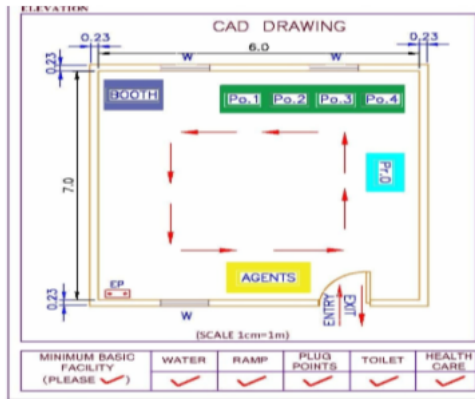 ELEVATION
CAD DRAWING
0.23
6.0
0.23
0.23
W
W
BOOTH
Po.1
Po.2
Po.3
Po.4
Pr.O
7.0
AGENTS
EP
0.23
W
ENTRY
EXIT
(SCALE 1cm=1m)
MINIMUM BASIC FACILITY (PLEASE ✓)
WATER
RAMP
PLUG POINTS
TOILET
HEALTH CARE